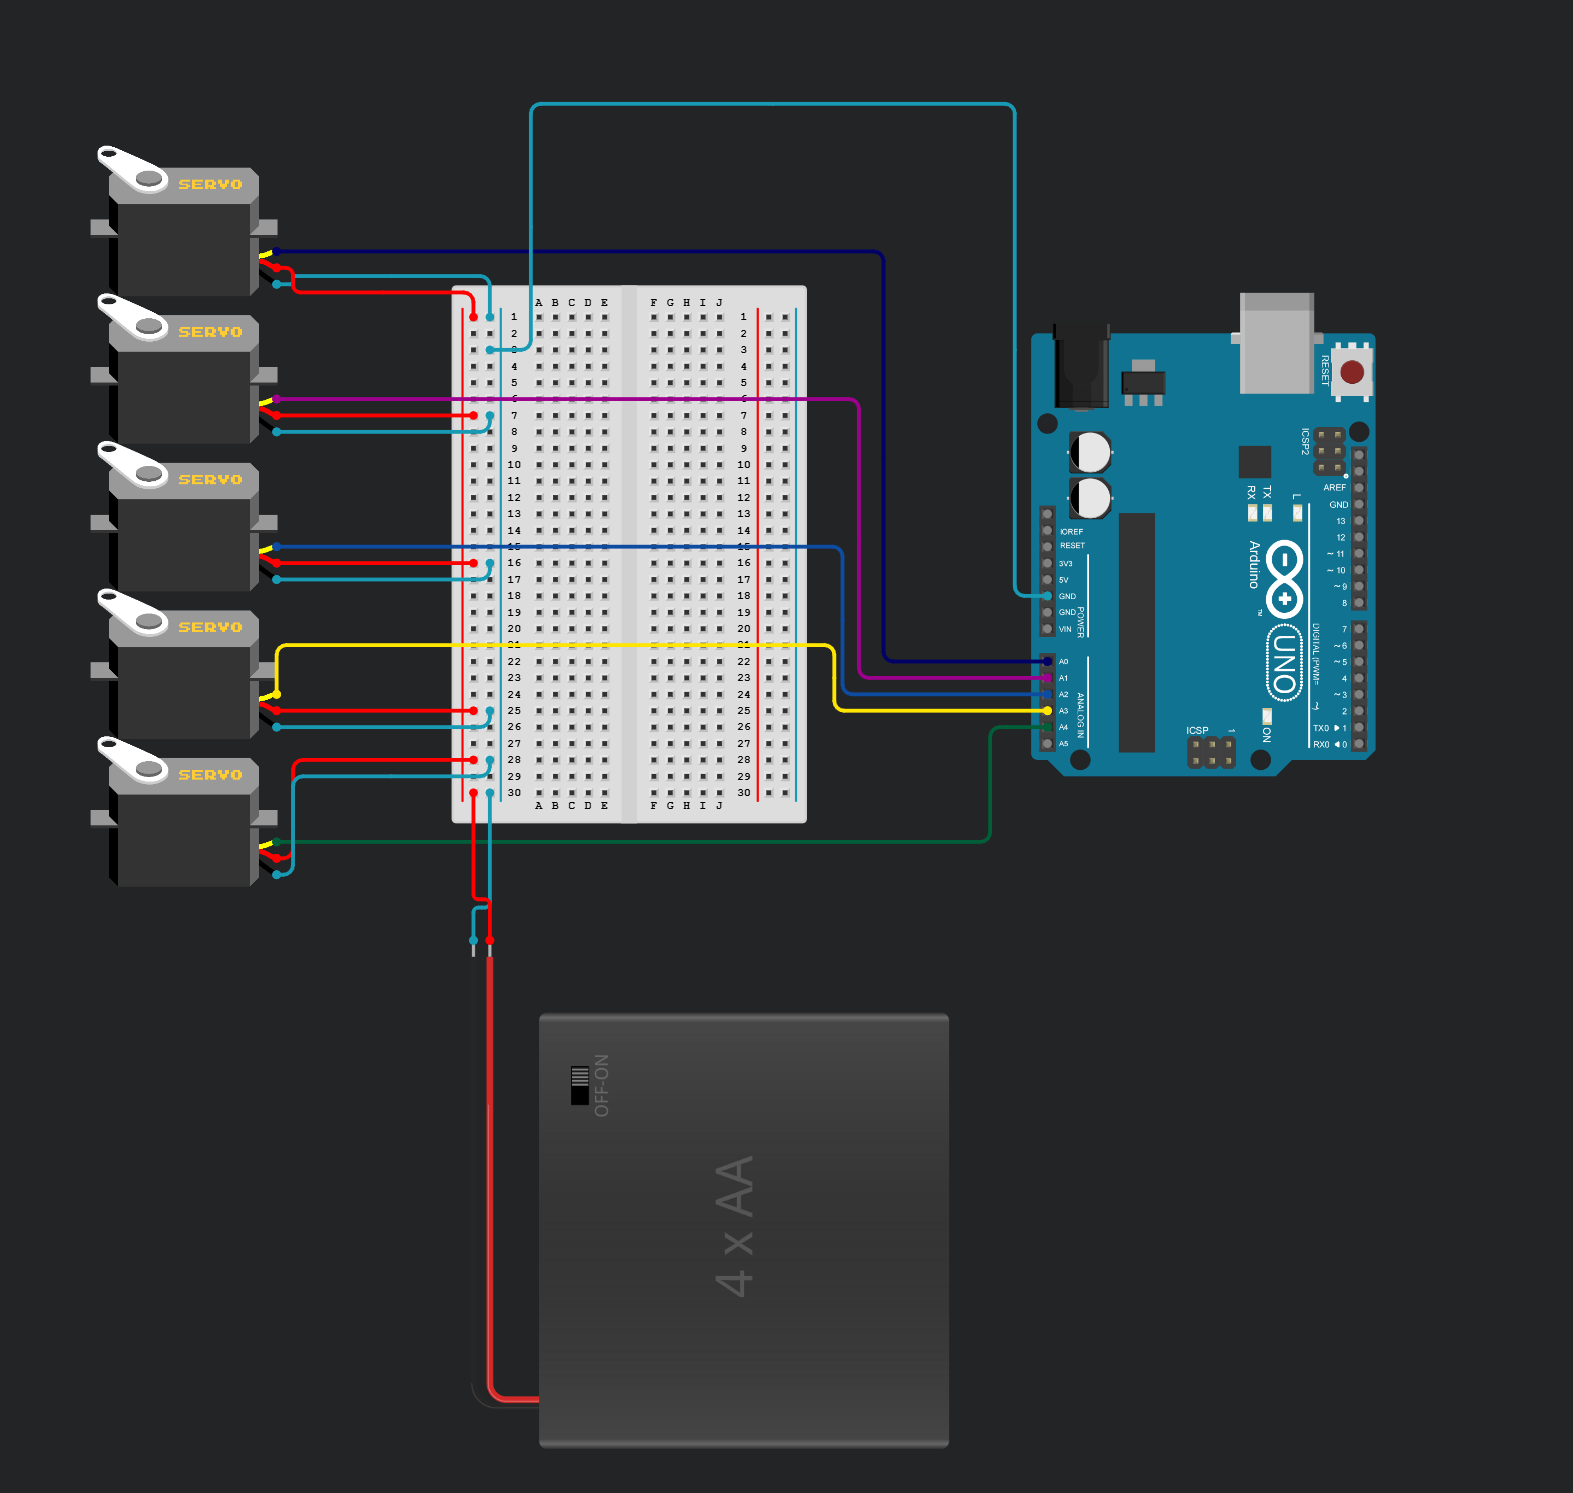 SERVO
SERVO
SERVO
SERVO
SERVO
A B C D E F G H I J
1 1
2 2
3 3
4 4
5 5
6 6
7 7
8 8
9 9
10 10
11 11
12 12
13 13
14 14
15 15
16 16
17 17
18 18
19 19
20 20
21 21
22 22
23 23
24 24
25 25
26 26
27 27
28 28
29 29
30 30
A B C D E F G H I J
RESET
ICSP2
AREF
GND
13
12
~ 11
~ 10
~ 9
8
7
~ 6
~ 5
4
~ 3
2
TX0 ▶ 1
RX0 ◀ 0
DIGITAL (PWM= ~)
RX
TX
L
Arduino
TM
UNO
ON
ICSP
1
IOREF
RESET
3V3
5V
GND
GND
VIN
POWER
A0
A1
A2
A3
A4
A5
ANALOG IN
OFF-ON
4 x AA